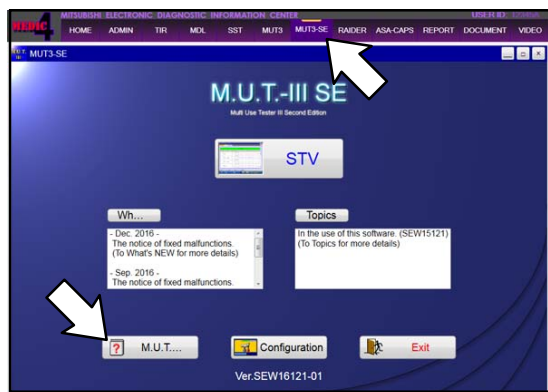 MEDIC4
MITSUBISHI ELECTRONIC DIAGNOSTIC INFORMATION CENTER
USER ID:
HOME ADMIN TIR MDL SST MUT3 MUT3-SE RAIDER ASA-CAPS REPORT DOCUMENT VIDEO
MUT3-SE
M.U.T.-III SE
Multi Use Tester III Second Edition
STV
Wh...
- Dec. 2016 -
The notice of fixed malfunctions.
(To What's NEW for more details)
- Sep. 2016 -
The notice of fixed malfunctions.
Topics
In the use of this software. (SEW15121)
(To Topics for more details)
? M.U.T....
Configuration
Exit
Ver.SEW16121-01